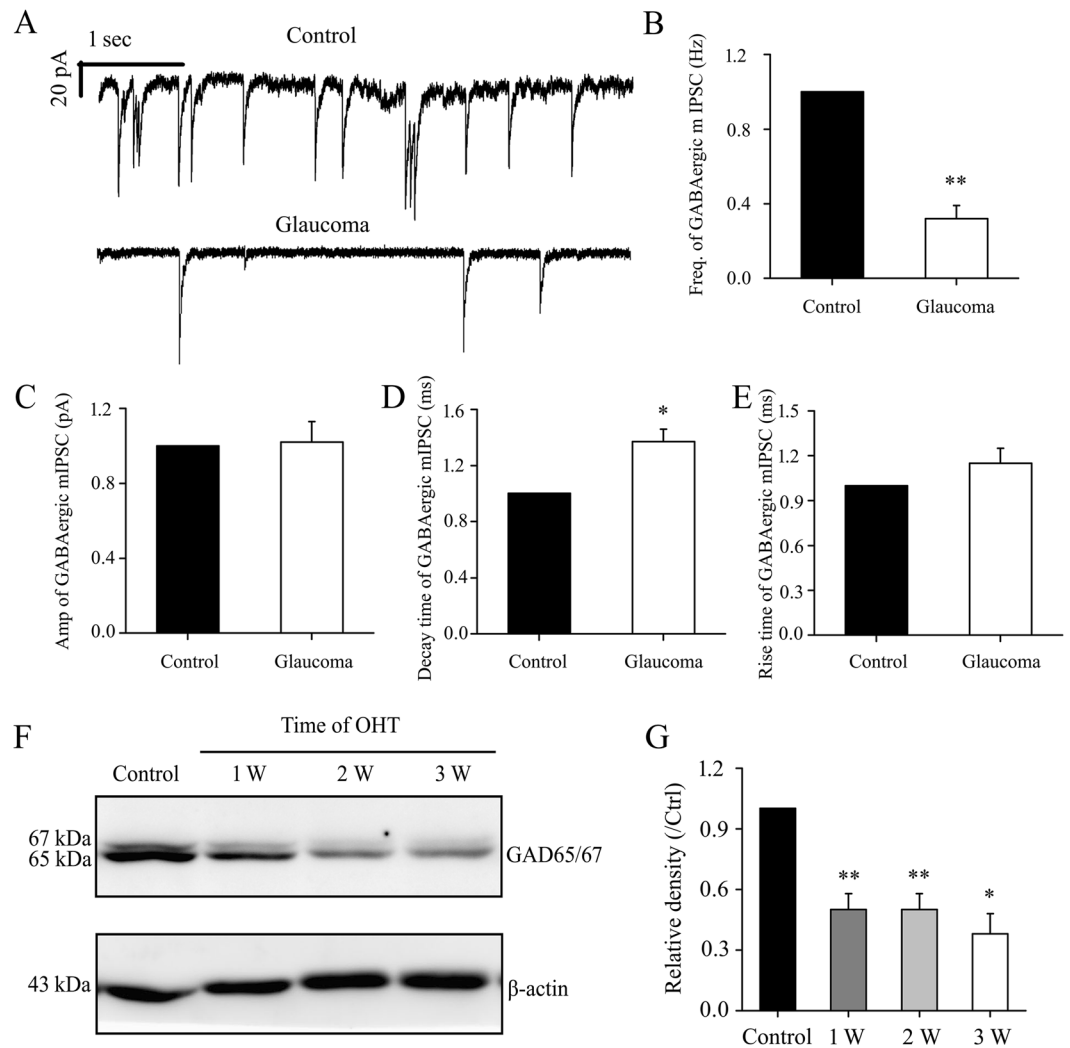 A
1 sec
20 pA
Control
Glaucoma
B
Freq. of GABAergic m IPSC (Hz)
1.2
0.8
0.4
0.0
**
Control
Glaucoma
C
Amp of GABAergic mIPSC (pA)
1.2
0.8
0.4
0.0
Control
Glaucoma
D
Decay time of GABAergic mIPSC (ms)
1.6
1.2
0.8
0.4
0.0
*
Control
Glaucoma
E
Rise time of GABAergic mIPSC (ms)
1.5
1.2
0.9
0.6
0.3
0.0
Control
Glaucoma
F
Time of OHT
Control
1 W
2 W
3 W
67 kDa
65 kDa
GAD65/67
43 kDa
β-actin
G
Relative density (/Ctrl)
1.2
0.9
0.6
0.3
0.0
**
**
*
Control
1 W
2 W
3 W